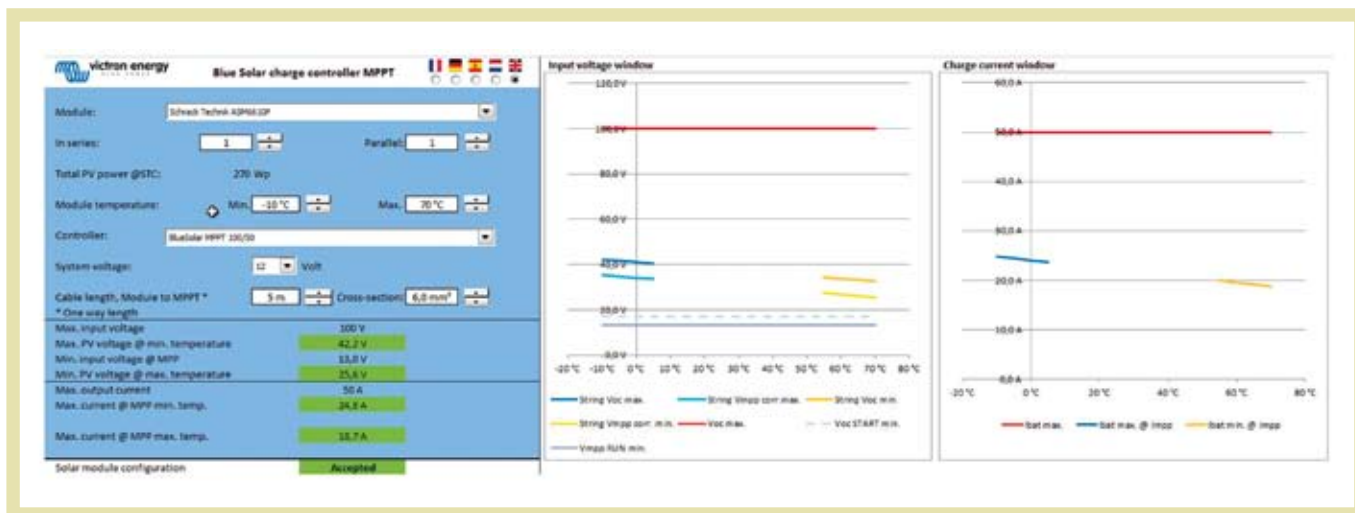 victron energy
BLUE POWER
Blue Solar charge controller MPPT
Module:
Schrack Technik
In series: 1 Parallel: 1
Total PV power @STC: 270 Wp
Module temperature: Min. -10 °C Max. 70 °C
Controller: BlueSolar MPPT 100/50
System voltage: 12 Volt
Cable length, Module to MPPT * 5 m Cross-section: 6,0 mm²
* One way length
Max. input voltage 100 V
Max. PV voltage @ min. temperature 42,2 V
Min. input voltage @ MPP 13,0 V
Min. PV voltage @ max. temperature 25,6 V
Max. output current 50 A
Max. current @ MPP min. temp. 24,8 A
Max. current @ MPP max. temp. 18,7 A
Solar module configuration Accepted
Input voltage window
120,0 V
100,0 V
80,0 V
60,0 V
40,0 V
20,0 V
0,0 V
-20 °C -10 °C 0 °C 10 °C 20 °C 30 °C 40 °C 50 °C 60 °C 70 °C 80 °C
String Voc max. String Vmpp corr max. String Voc min.
String Vmpp corr. min. Voc max. Voc START min.
Vmpp RUN min.
Charge current window
60,0 A
50,0 A
40,0 A
30,0 A
20,0 A
10,0 A
0,0 A
-20 °C 0 °C 20 °C 40 °C 60 °C 80 °C
bat max. bat max. @ impp bat min. @ impp